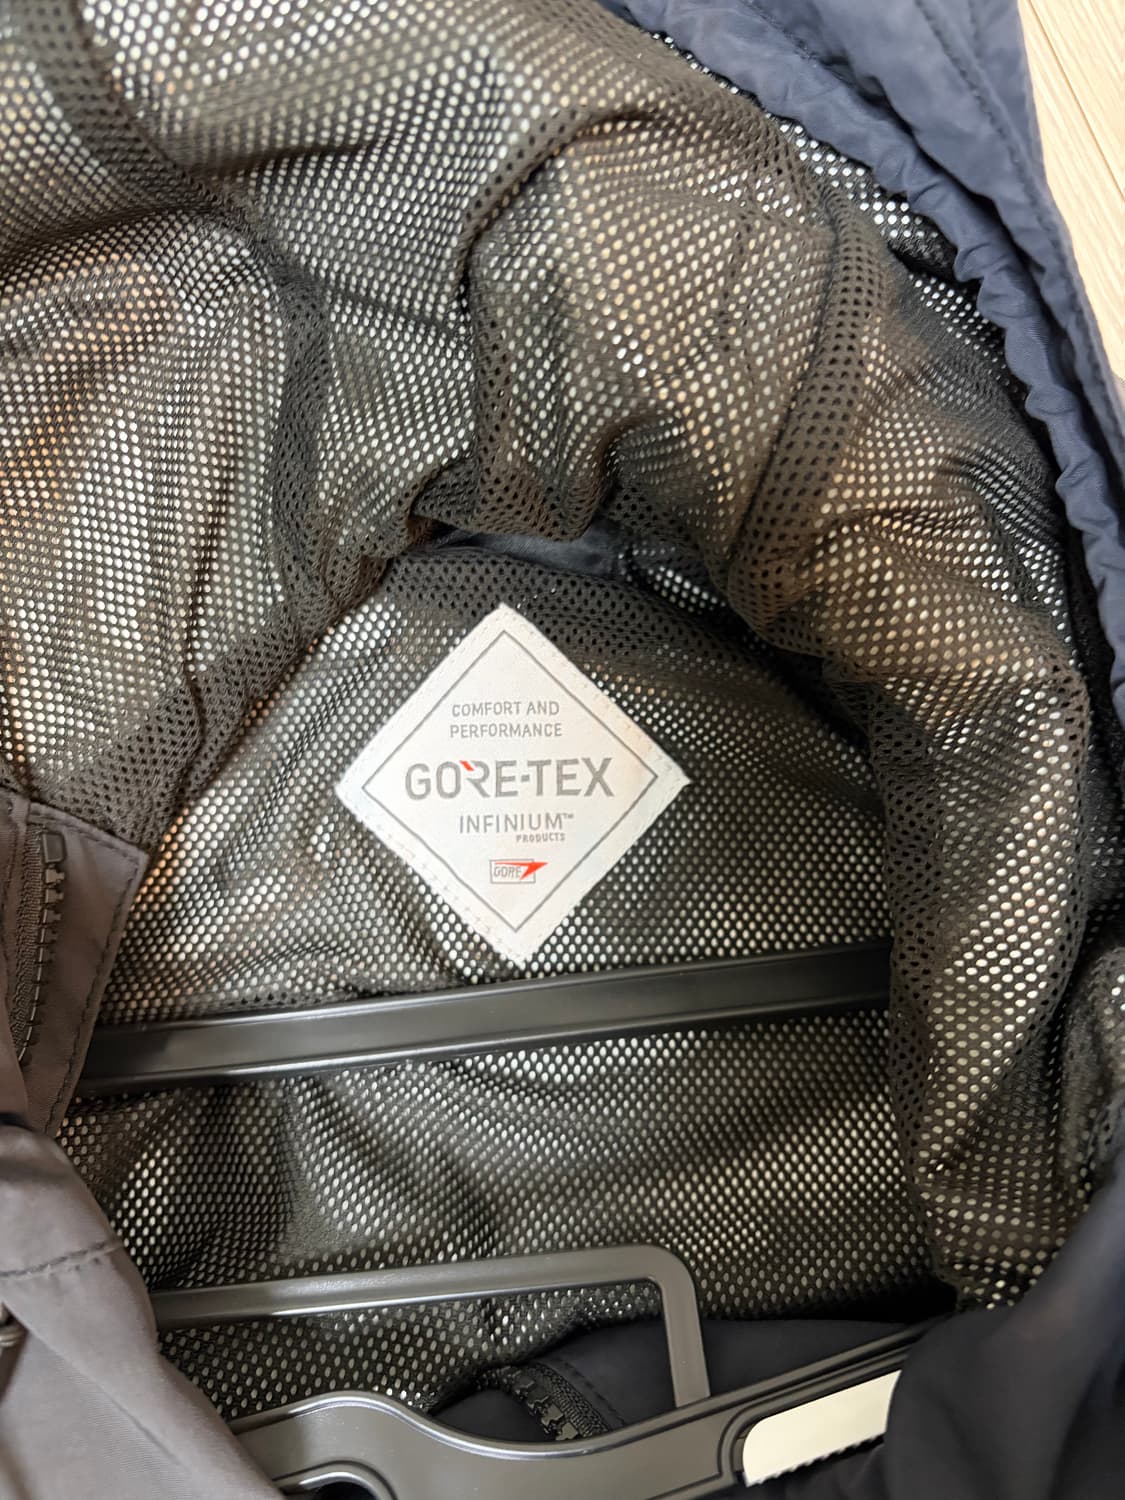 COMFORT AND
PERFORMANCE
GORE-TEX
INFINIUM™
PRODUCTS
GORE